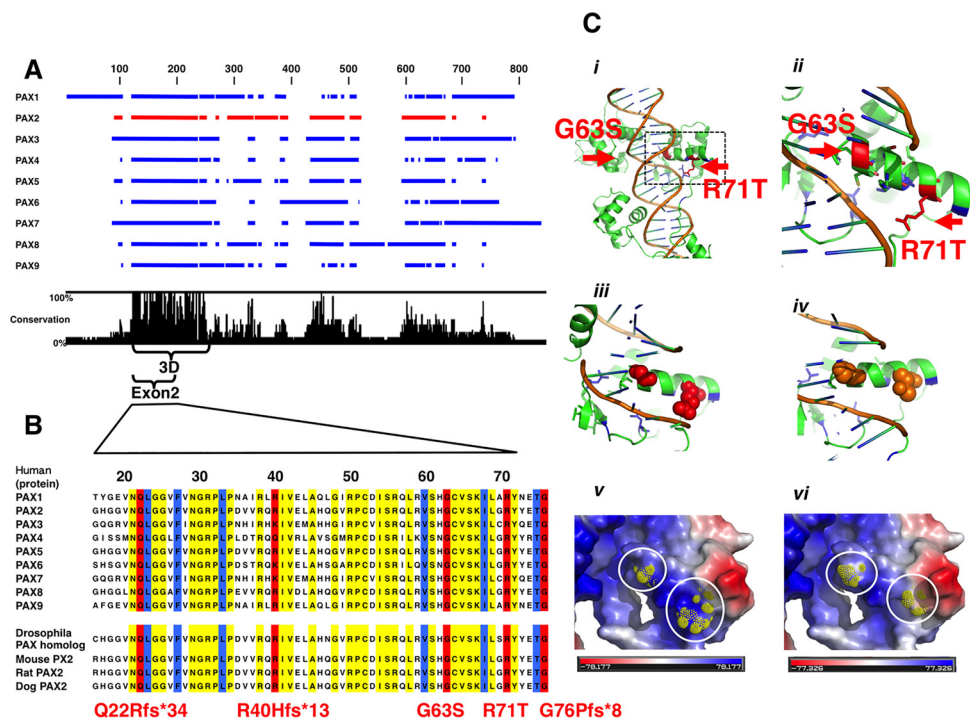 A
100 200 300 400 500 600 700 800
PAX1
PAX2
PAX3
PAX4
PAX5
PAX6
PAX7
PAX8
PAX9
100%
Conservation
0%
3D
Exon2
B
Human
(protein)
20 30 40 50 60 70
PAX1 TYGEVNQLGGVFVNGRPLPNAIRLRIVELAQLGIRPCDISRQLRVSHGCVSKILARYNETG
PAX2 GHGGVNQLGGVFVNGRPLPDVVRQRIVELAHQGVRPCDISRQLRVSHGCVSKILGRYYETG
PAX3 GQGRVNQLGGVFINGRPLPNHIRHKIVEMAHHGIRPCVISRQLRVSHGCVSKILCRYQETG
PAX4 GISSMNQLGGLFVNGRPLPLDTRQQIVRLAVSGMRPCDISRILKVSNGCVSKILGRYYRTG
PAX5 GHGGVNQLGGVFVNGRPLPDVVRQRIVELAHQGVRPCDISRQLRVSHGCVSKILGRYYETG
PAX6 SHSGVNQLGGVFVNGRPLPDSTRQKIVELAHSGARPCDISRILQVSNGCVSKILGRYYETG
PAX7 GQGRVNQLGGVFINGRPLPNHIRHKIVEMAHHGIRPCVISRQLRVSHGCVSKILCRYQETG
PAX8 GHGGLNQLGGAFVNGRPLPEVVRQRIVDLAHQGVRPCDISRQLRVSHGCVSKILGRYYETG
PAX9 AFGEVNQLGGVFVNGRPLPNAIRLRIVELAQLGIRPCDISRQLRVSHGCVSKILARYNETG
Drosophila
PAX homolog CHGGVNQLGGVFVNGRPLPDVVRQRIVELAHNGVRPCDISRQLRVSHGCVSKILSRYYETG
Mouse PX2 RHGGVNQLGGVFVNGRPLPDVVRQRIVELAHQGVRPCDISRQLRVSHGCVSKILGRYYETG
Rat PAX2 GHGGVNQLGGVFVNGRPLPDVVRQRIVELAHQGVRPCDISRQLRVSHGCVSKILGRYYETG
Dog PAX2 GHGGVNQLGGVFVNGRPLPDVVRQRIVELAHQGVRPCDISRQLRVSHGCVSKILGRYYETG
Q22Rfs*34 R40Hfs*13 G63S R71T G76Pfs*8
C
i
G63S
R71T
ii
G63S
R71T
iii
iv
v
-78.177 78.177
vi
-77.326 77.326